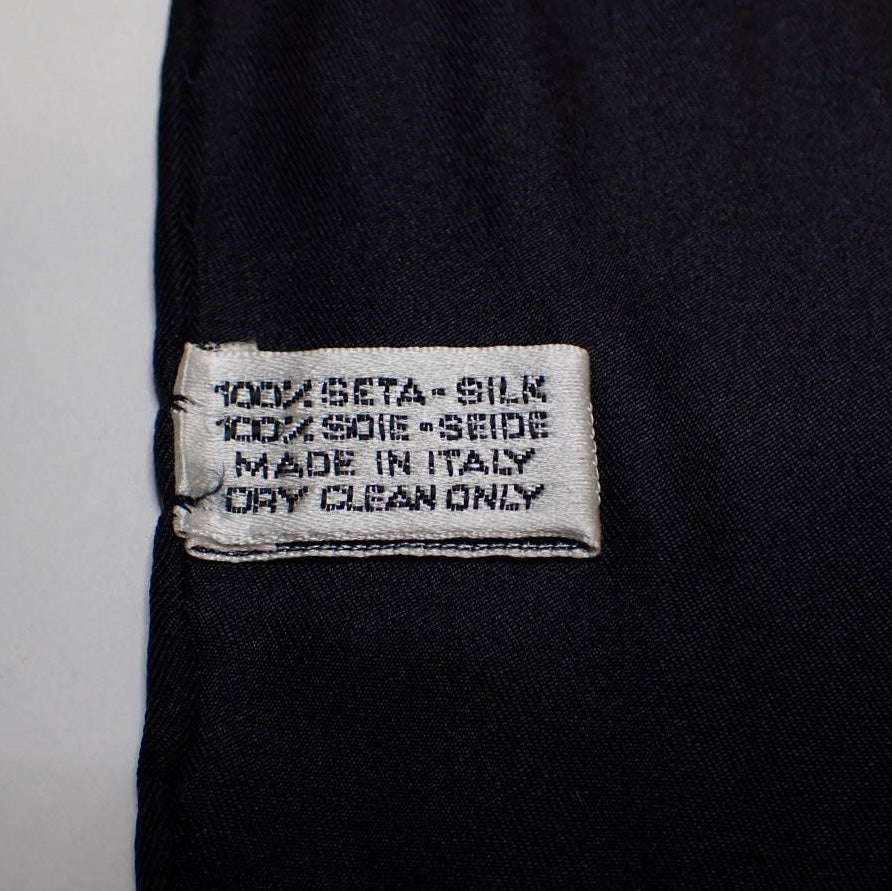 100% SETA - SILK
100% SOIE - SEIDE
MADE IN ITALY
DRY CLEAN ONLY